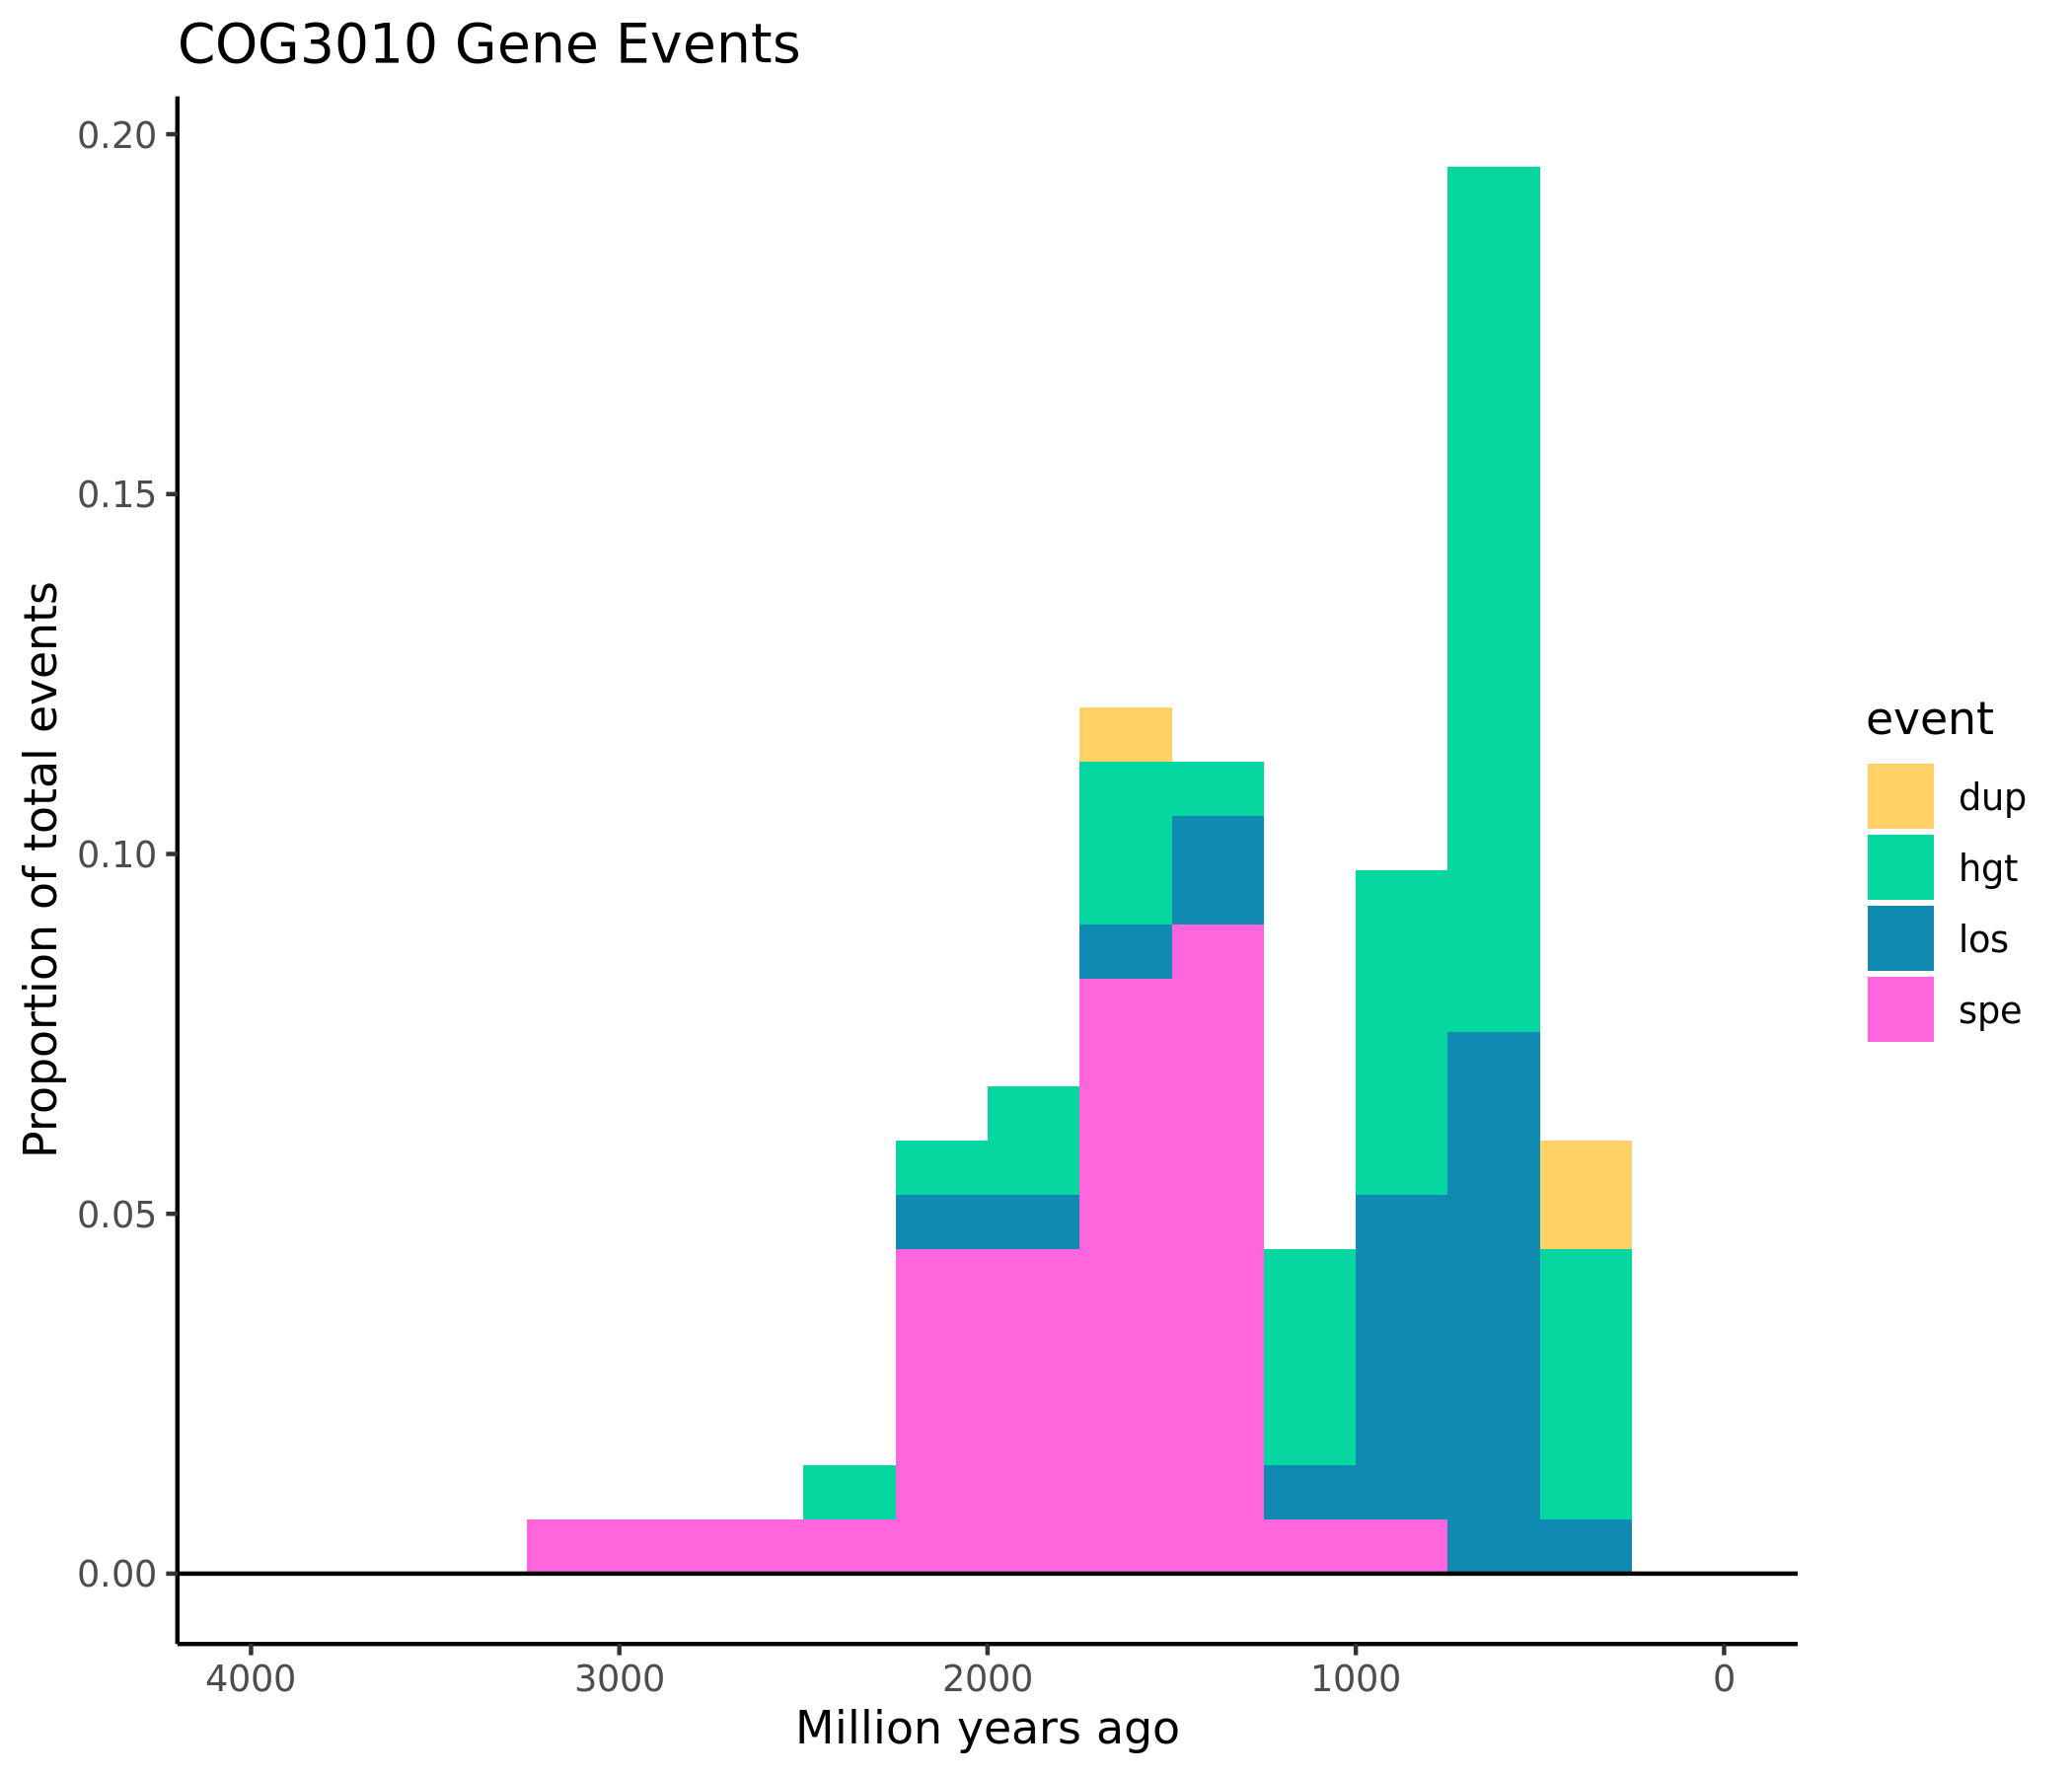 COG3010 Gene Events
Proportion of total events
0.20
0.15
0.10
0.05
0.00
4000 3000 2000 1000 0
Million years ago
event
dup
hgt
los
spe